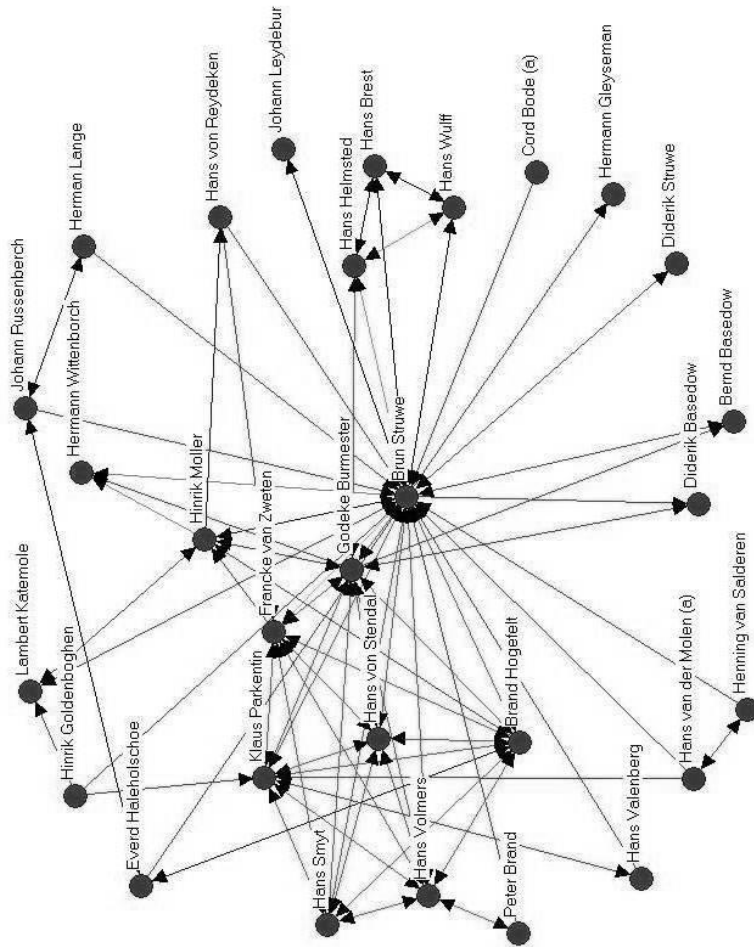 Johann Russenberch
Herman Lange
Hermann Wittenborch
Hans von Reydeken
Johann Leydebur
Hans Brest
Hans Helmsted
Hans Wulff
Cord Bode (a)
Hermann Gleyseman
Diderik Struwe
Bernd Basedow
Diderik Basedow
Brun Struwe
Godeke Burmester
Hinrik Moller
Francke van Zweten
Lambert Katemole
Hinrik Goldenboghen
Klaus Parkentin
Hans von Stendal
Brand Hogefelt
Everd Haleholschoe
Hans Smyt
Hans Volmers
Peter Brand
Hans Valenberg
Hans van der Molen (a)
Henning van Salderen